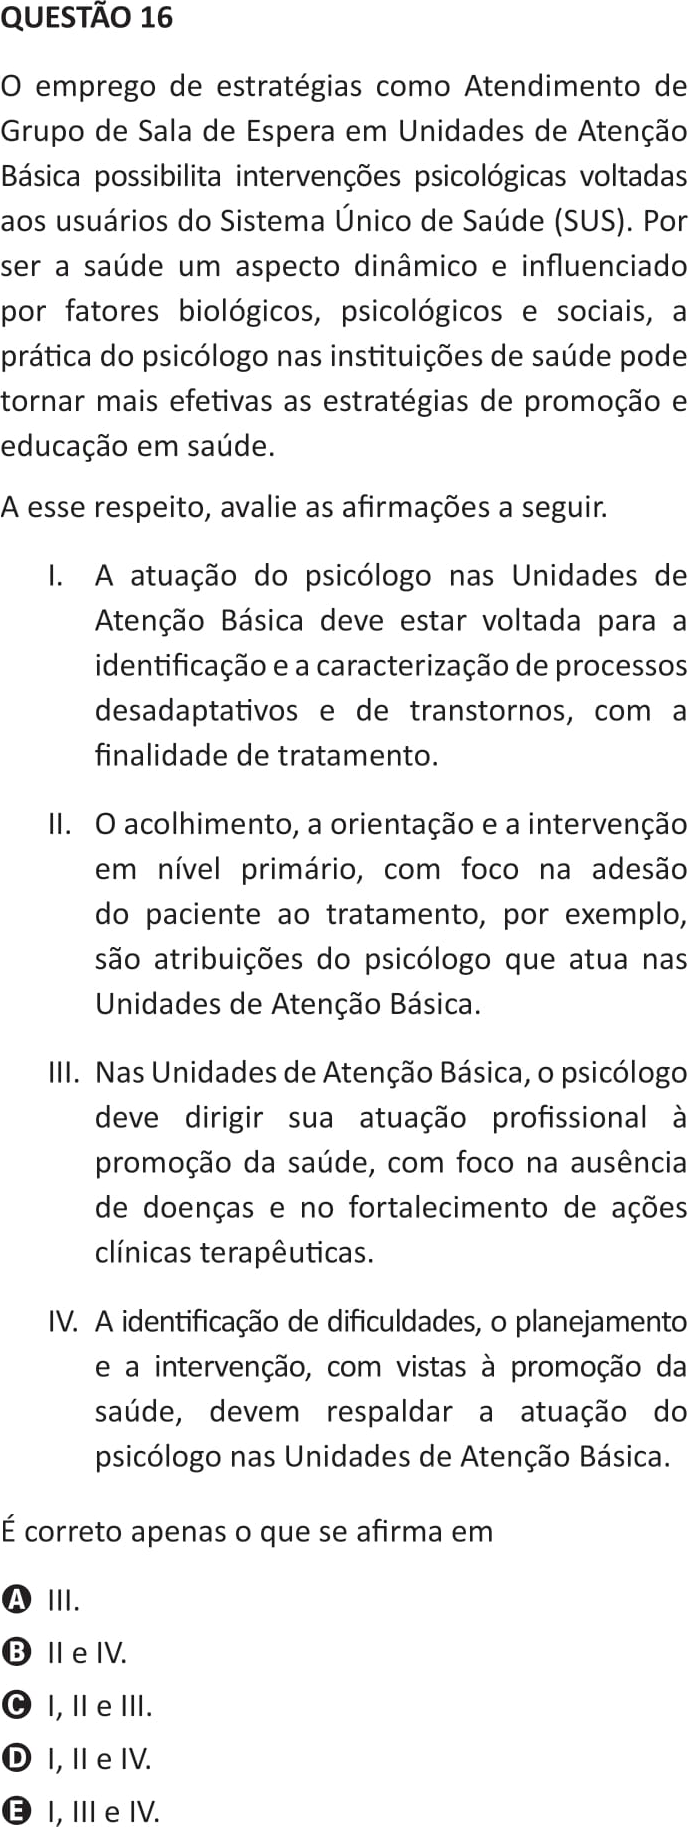 QUESTÃO 16
O emprego de estratégias como Atendimento de
Grupo de Sala de Espera em Unidades de Atenção
Básica possibilita intervenções psicológicas voltadas
aos usuários do Sistema Único de Saúde (SUS). Por
ser a saúde um aspecto dinâmico e influenciado
por fatores biológicos, psicológicos e sociais, a
prática do psicólogo nas instituições de saúde pode
tornar mais efetivas as estratégias de promoção e
educação em saúde.
A esse respeito, avalie as afirmações a seguir.
I. A atuação do psicólogo nas Unidades de
Atenção Básica deve estar voltada para a
identificação e a caracterização de processos
desadaptativos e de transtornos, com a
finalidade de tratamento.
II. O acolhimento, a orientação e a intervenção
em nível primário, com foco na adesão
do paciente ao tratamento, por exemplo,
são atribuições do psicólogo que atua nas
Unidades de Atenção Básica.
III. Nas Unidades de Atenção Básica, o psicólogo
deve dirigir sua atuação profissional à
promoção da saúde, com foco na ausência
de doenças e no fortalecimento de ações
clínicas terapêuticas.
IV. A identificação de dificuldades, o planejamento
e a intervenção, com vistas à promoção da
saúde, devem respaldar a atuação do
psicólogo nas Unidades de Atenção Básica.
É correto apenas o que se afirma em
A III.
B II e IV.
C I, II e III.
D I, II e IV.
E I, III e IV.